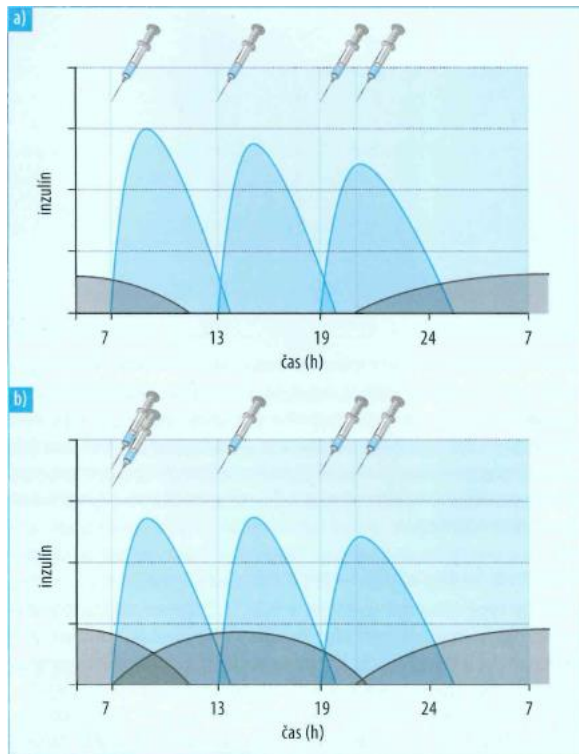 a)
inzulín
7 13 19 24 7
čas (h)
b)
inzulín
7 13 19 24 7
čas (h)